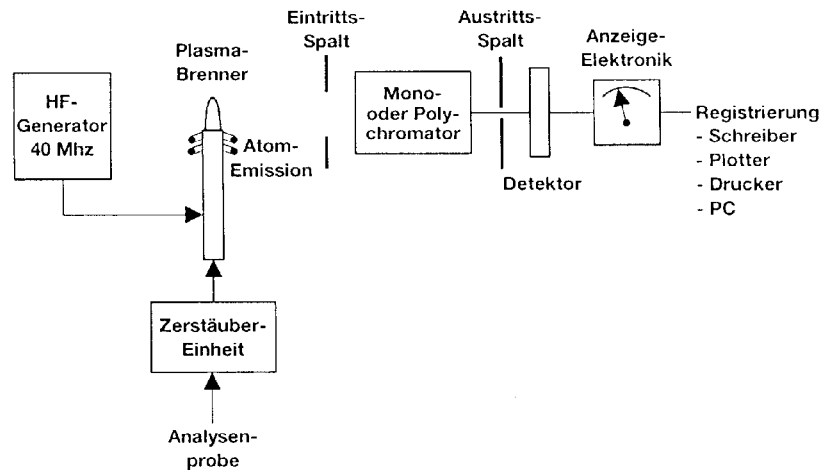 HF-
Generator
40 Mhz
Plasma-
Brenner
Atom-
Emission
Eintritts-
Spalt
Mono-
oder Poly-
chromator
Austritts-
Spalt
Detektor
Anzeige-
Elektronik
Registrierung
- Schreiber
- Plotter
- Drucker
- PC
Zerstäuber-
Einheit
Analysen-
probe